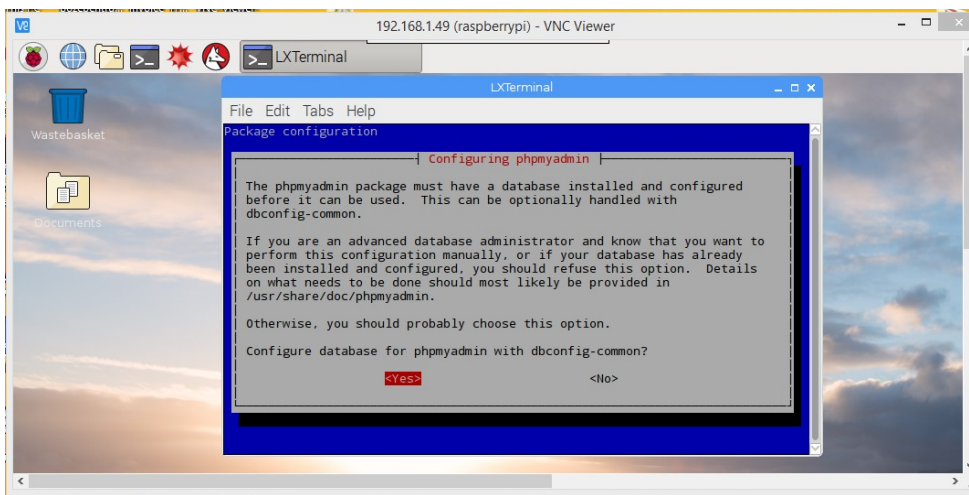 192.168.1.49 (raspberrypi) - VNC Viewer
LXTerminal
LXTerminal
File Edit Tabs Help
Wastebasket
Documents
Package configuration
Configuring phpmyadmin
The phpmyadmin package must have a database installed and configured
before it can be used. This can be optionally handled with
dbconfig-common.
If you are an advanced database administrator and know that you want to
perform this configuration manually, or if your database has already
been installed and configured, you should refuse this option. Details
on what needs to be done should most likely be provided in
/usr/share/doc/phpmyadmin.
Otherwise, you should probably choose this option.
Configure database for phpmyadmin with dbconfig-common?
<Yes> <No>